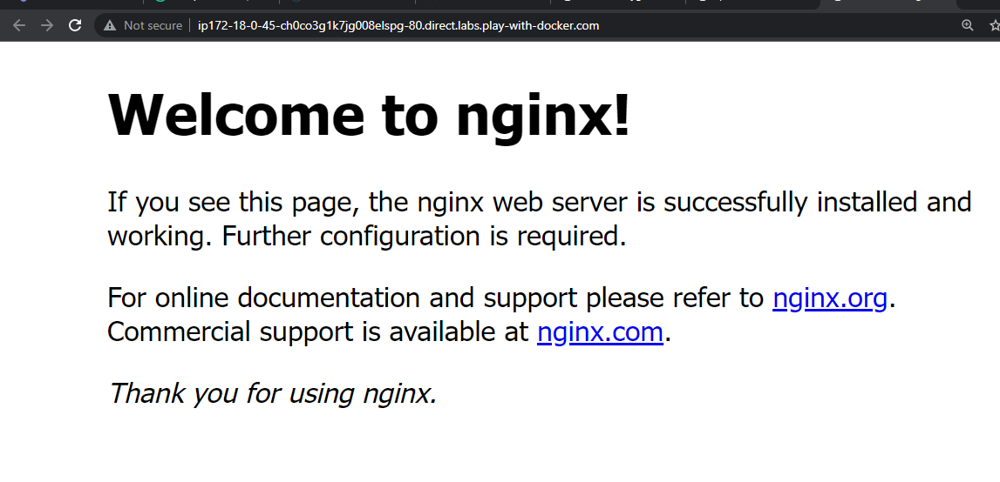 Not secure ip172-18-0-45-ch0co3g1k7jg008elspg-80.direct.labs.play-with-docker.com
Welcome to nginx!
If you see this page, the nginx web server is successfully installed and
working. Further configuration is required.
For online documentation and support please refer to nginx.org.
Commercial support is available at nginx.com.
Thank you for using nginx.